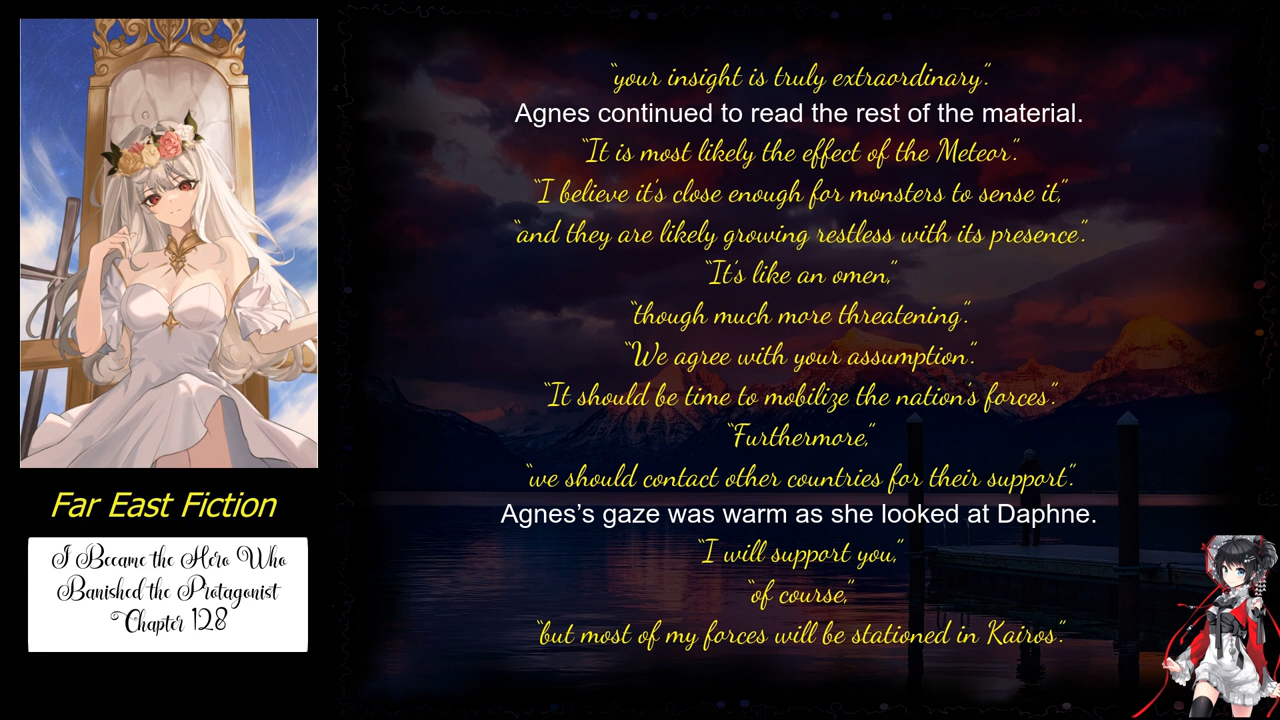 "your insight is truly extraordinary".
Agnes continued to read the rest of the material.
"It is most likely the effect of the Meteor".
"I believe it's close enough for monsters to sense it,"
"and they are likely growing restless with its presence".
"It's like an omen,"
"though much more threatening".
"We agree with your assumption".
"It should be time to mobilize the nation's forces".
"Furthermore,"
"we should contact other countries for their support".
Agnes’s gaze was warm as she looked at Daphne.
"I will support you,"
"of course,"
"but most of my forces will be stationed in Kairos".
Far East Fiction
I Became the Hero Who
Banished the Protagonist
Chapter 128